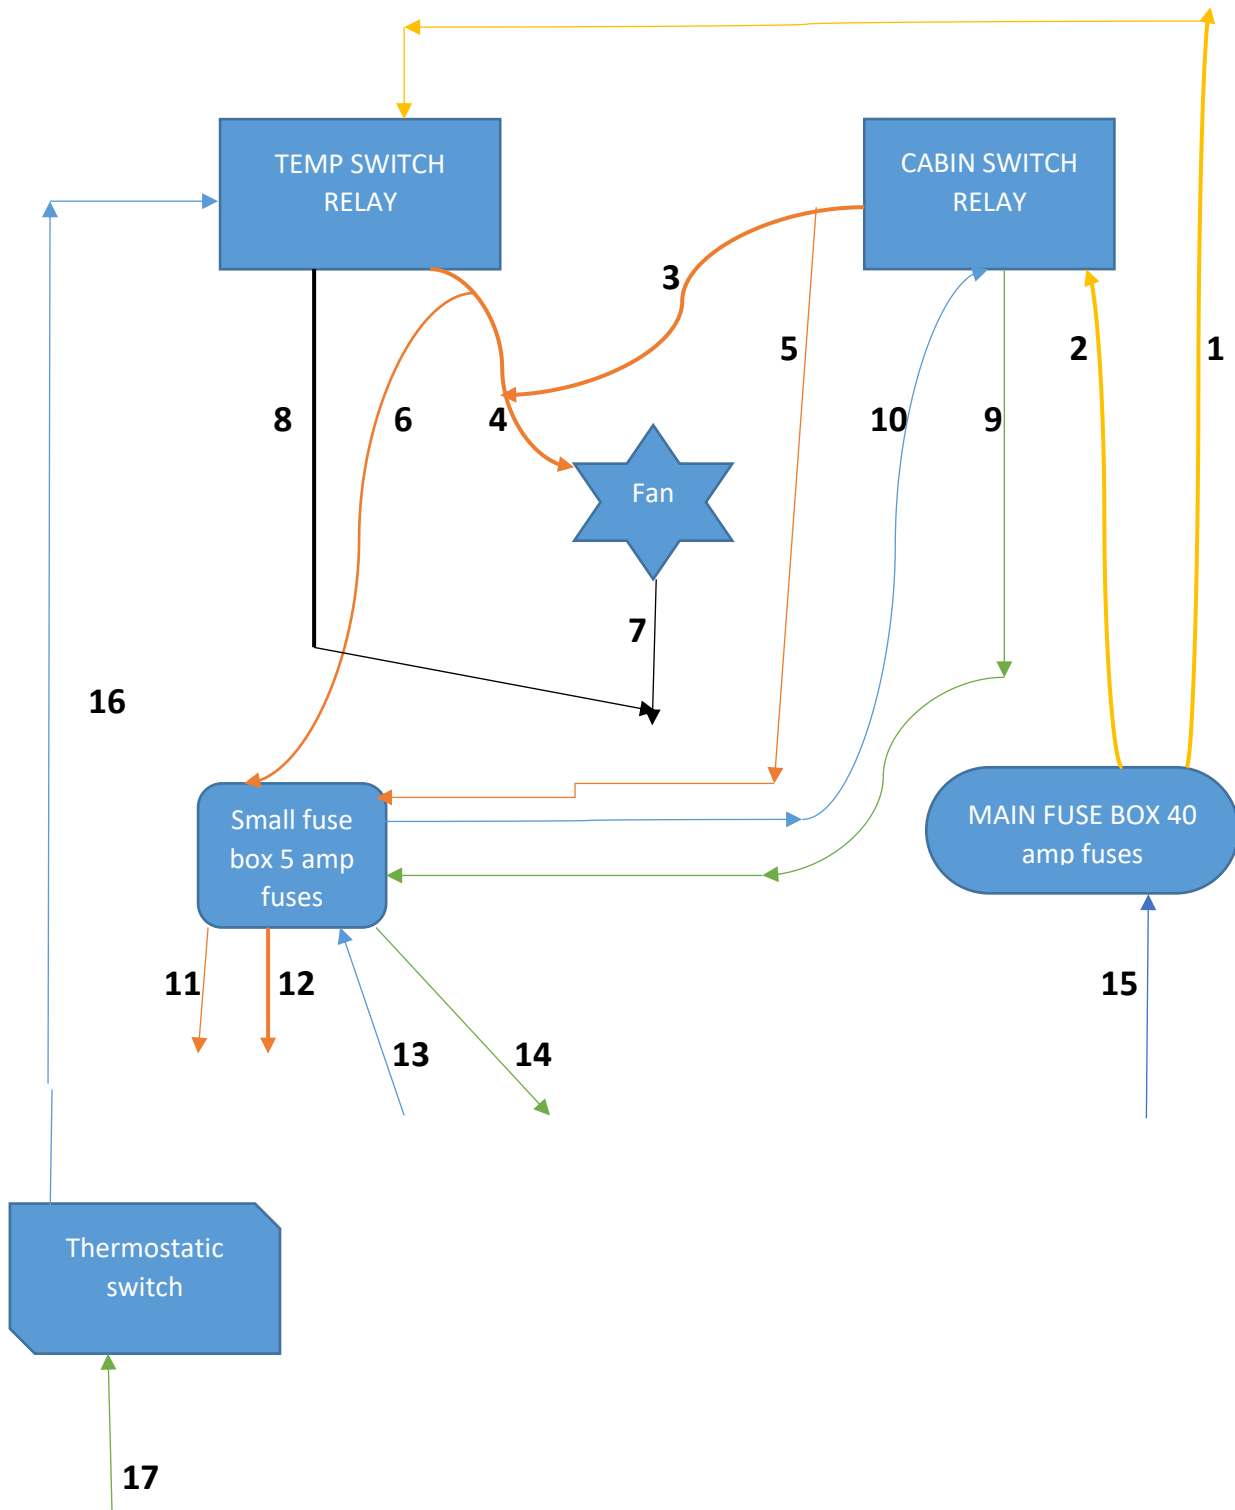 TEMP SWITCH
RELAY
CABIN SWITCH
RELAY
3
5
2
1
8
6
4
10
9
Fan
7
16
Small fuse
box 5 amp
fuses
MAIN FUSE BOX 40
amp fuses
11
12
15
13
14
Thermostatic
switch
17